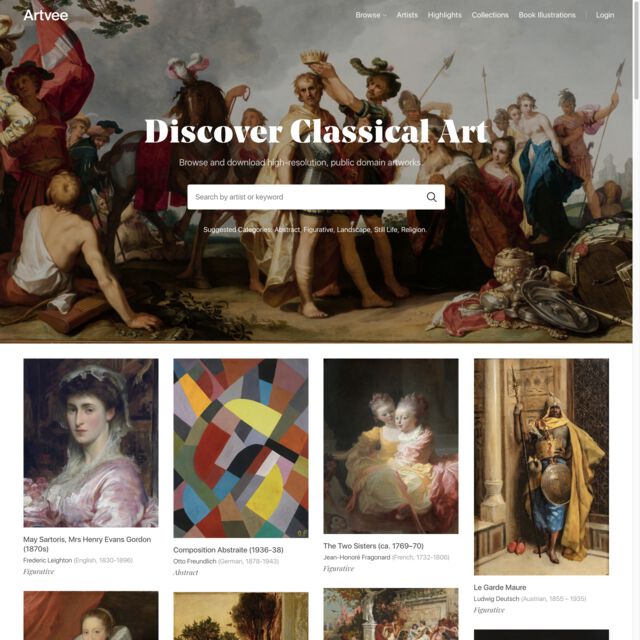 Artvee
Browse
Artists
Highlights
Collections
Book Illustrations
Login
Discover Classical Art
Browse and download high-resolution, public domain artworks.
Search by artist or keyword
Suggested Categories: Abstract, Figurative, Landscape, Still Life, Religion.
May Sartoris, Mrs Henry Evans Gordon
(1870s)
Frederic Leighton (English, 1830-1896)
Figurative
Composition Abstraite (1936-38)
Otto Freundlich (German, 1878-1943)
Abstract
The Two Sisters (ca. 1769–70)
Jean-Honoré Fragonard (French, 1732-1806)
Figurative
Le Garde Maure
Ludwig Deutsch (Austrian, 1855 - 1935)
Figurative